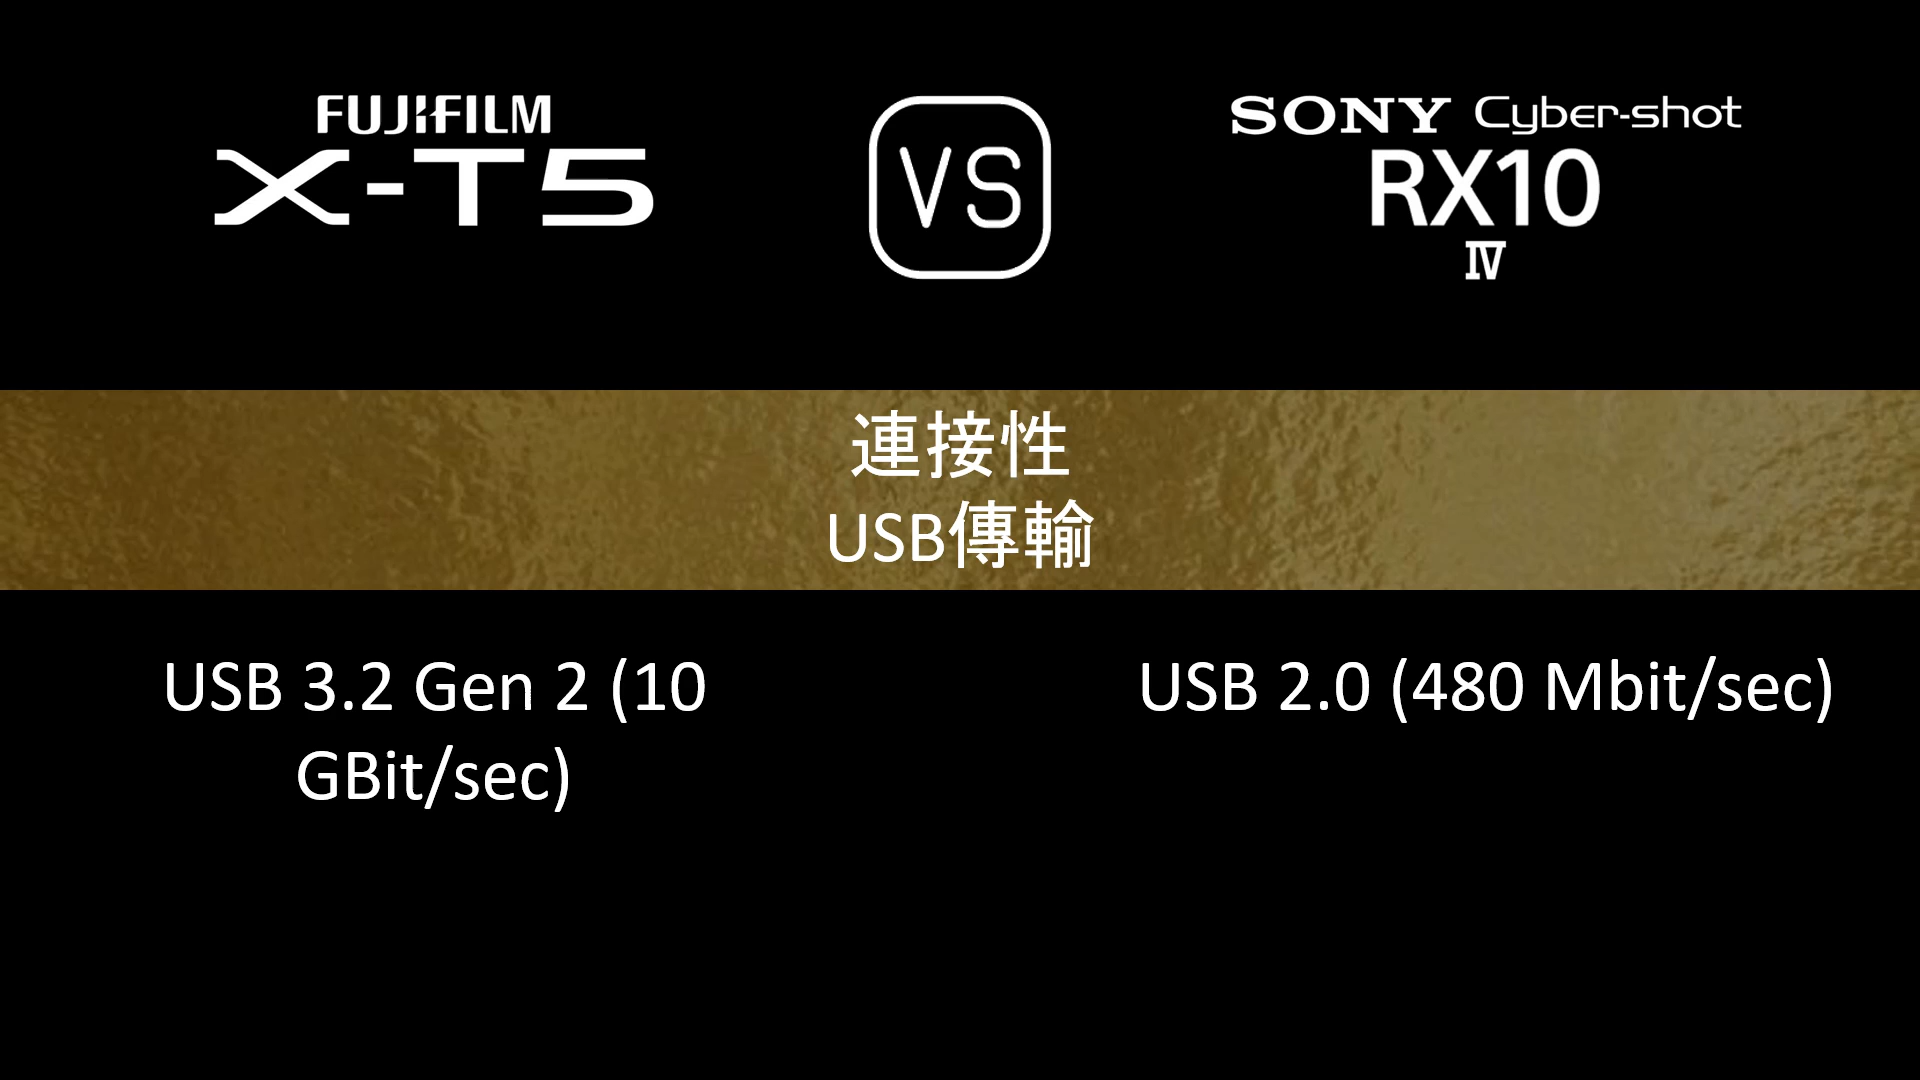 FUJIFILM
X-T5
VS
SONY Cyber-shot
RX10
IV
連接性
USB傳輸
USB 3.2 Gen 2 (10
GBit/sec)
USB 2.0 (480 Mbit/sec)